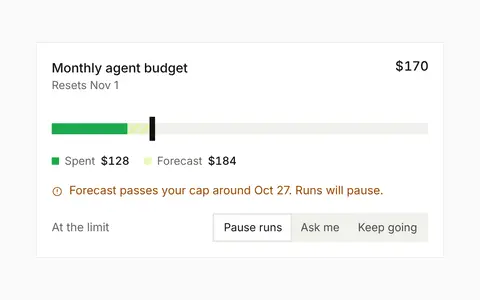 Monthly agent budget
$170
Resets Nov 1
Spent $128 Forecast $184
Forecast passes your cap around Oct 27. Runs will pause.
At the limit
Pause runs Ask me Keep going